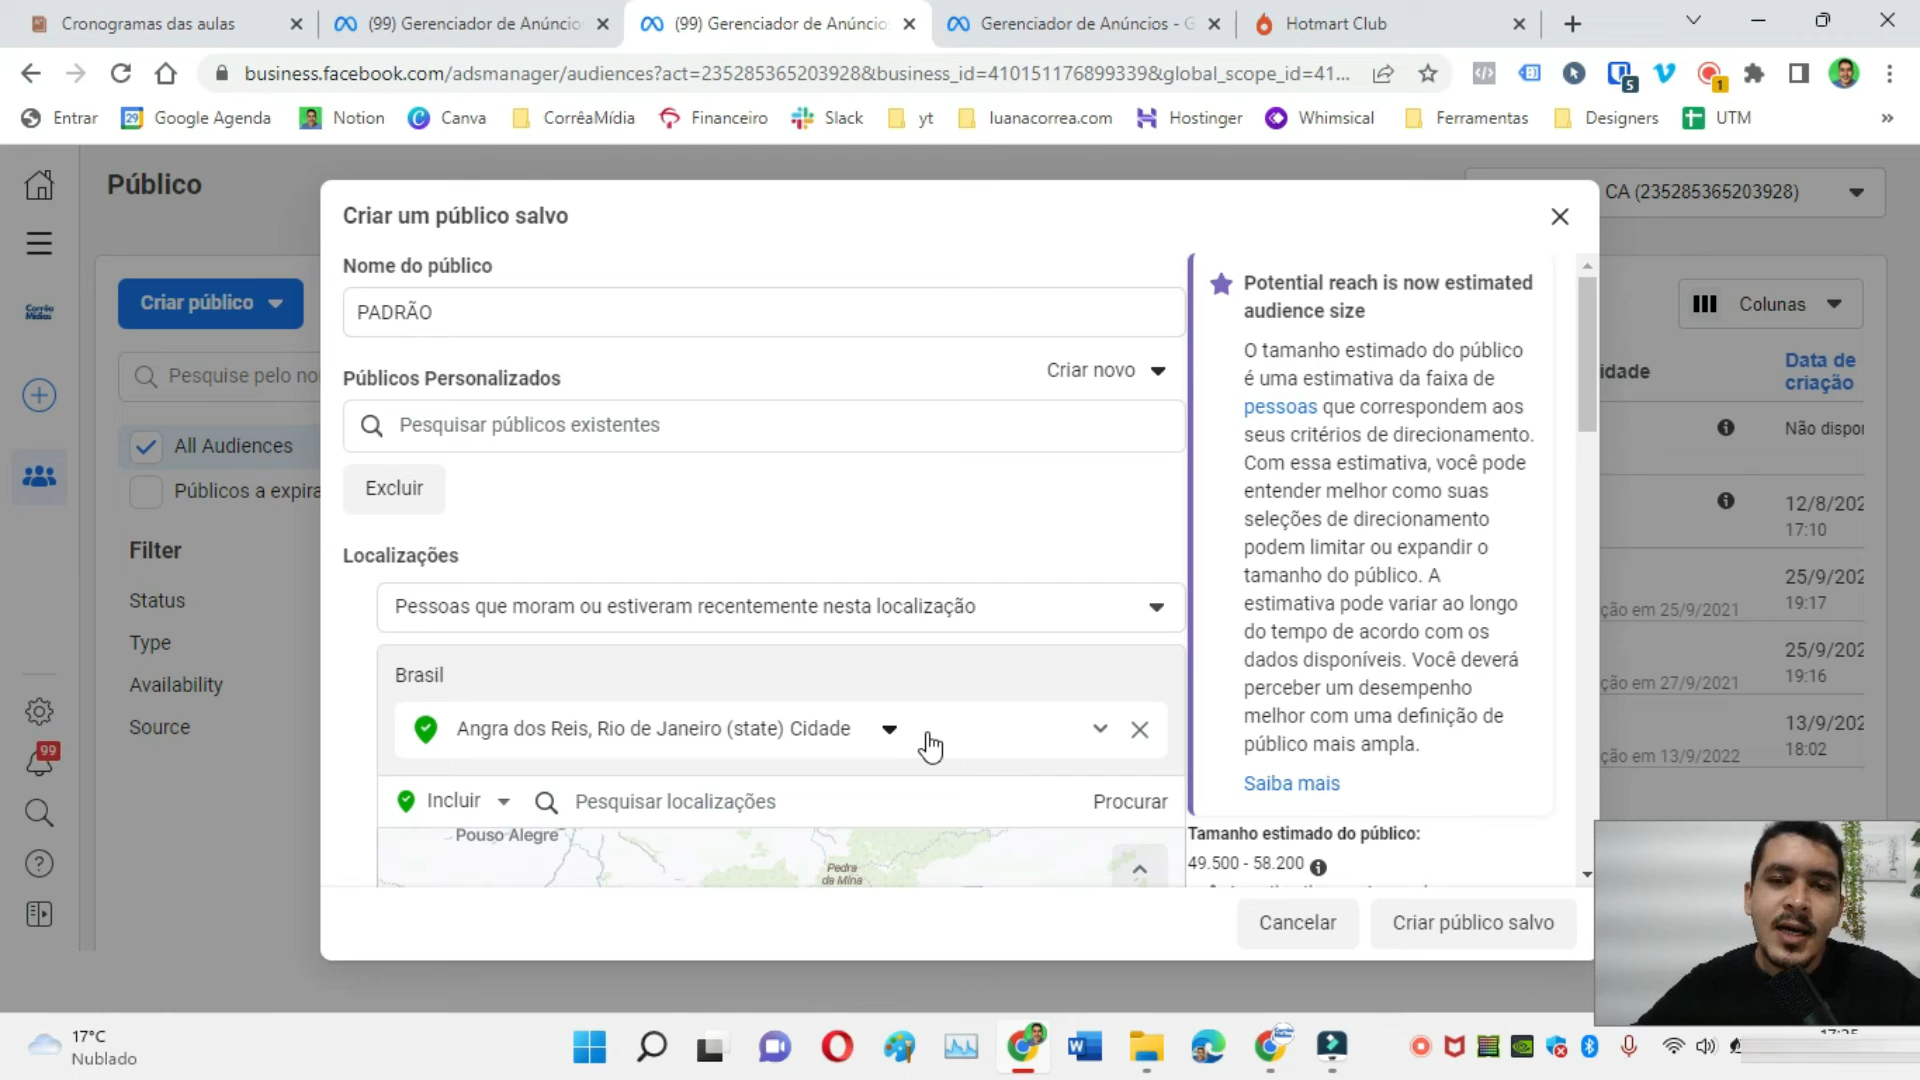 Cronogramas das aulas
(99) Gerenciador de Anúncio
(99) Gerenciador de Anúncio
Gerenciador de Anúncios - G
Hotmart Club
business.facebook.com/adsmanager/audiences?act=235285365203928&business_id=410151176899339&global_scope_id=41...
5
1
Entrar
29
Google Agenda
Notion
Canva
CorrêaMídia
Financeiro
Slack
yt
luanacorrea.com
Hostinger
Whimsical
Ferramentas
Designers
UTM
»
Público
CA (235285365203928)
Criar público
Pesquise pelo no
All Audiences
Públicos a expira
Filter
Status
Type
Availability
Source
99
Criar um público salvo
Nome do público
PADRÃO
Públicos Personalizados
Criar novo
Pesquisar públicos existentes
Excluir
Localizações
Pessoas que moram ou estiveram recentemente nesta localização
Brasil
Angra dos Reis, Rio de Janeiro (state) Cidade
Incluir
Pesquisar localizações
Procurar
Pouso Alegre
Pedra
da Mina
Potential reach is now estimated
audience size
O tamanho estimado do público
é uma estimativa da faixa de
pessoas que correspondem aos
seus critérios de direcionamento.
Com essa estimativa, você pode
entender melhor como suas
seleções de direcionamento
podem limitar ou expandir o
tamanho do público. A
estimativa pode variar ao longo
do tempo de acordo com os
dados disponíveis. Você deverá
perceber um desempenho
melhor com uma definição de
público mais ampla.
Saiba mais
Tamanho estimado do público:
49.500 - 58.200
Cancelar
Criar público salvo
Colunas
idade
Data de
criação
Não dispor
12/8/202
17:10
25/9/202
19:17
ção em 25/9/2021
25/9/202
19:16
ção em 27/9/2021
13/9/202
18:02
ção em 13/9/2022
17°C
Nublado